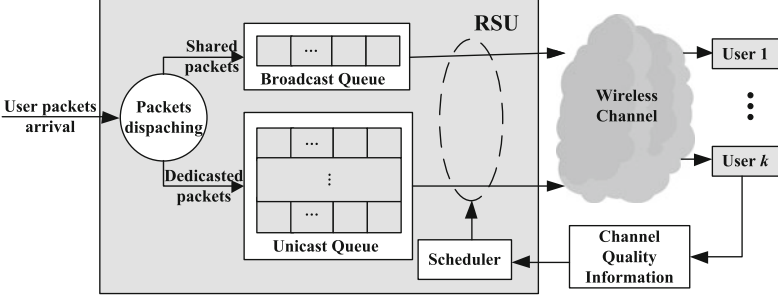 RSU
Shared
packets
...
Broadcast Queue
User packets
arrival
Packets
dispaching
Wireless
Channel
User 1
User k
Dedicasted
packets
...
...
...
Unicast Queue
Scheduler
Channel
Quality
Information